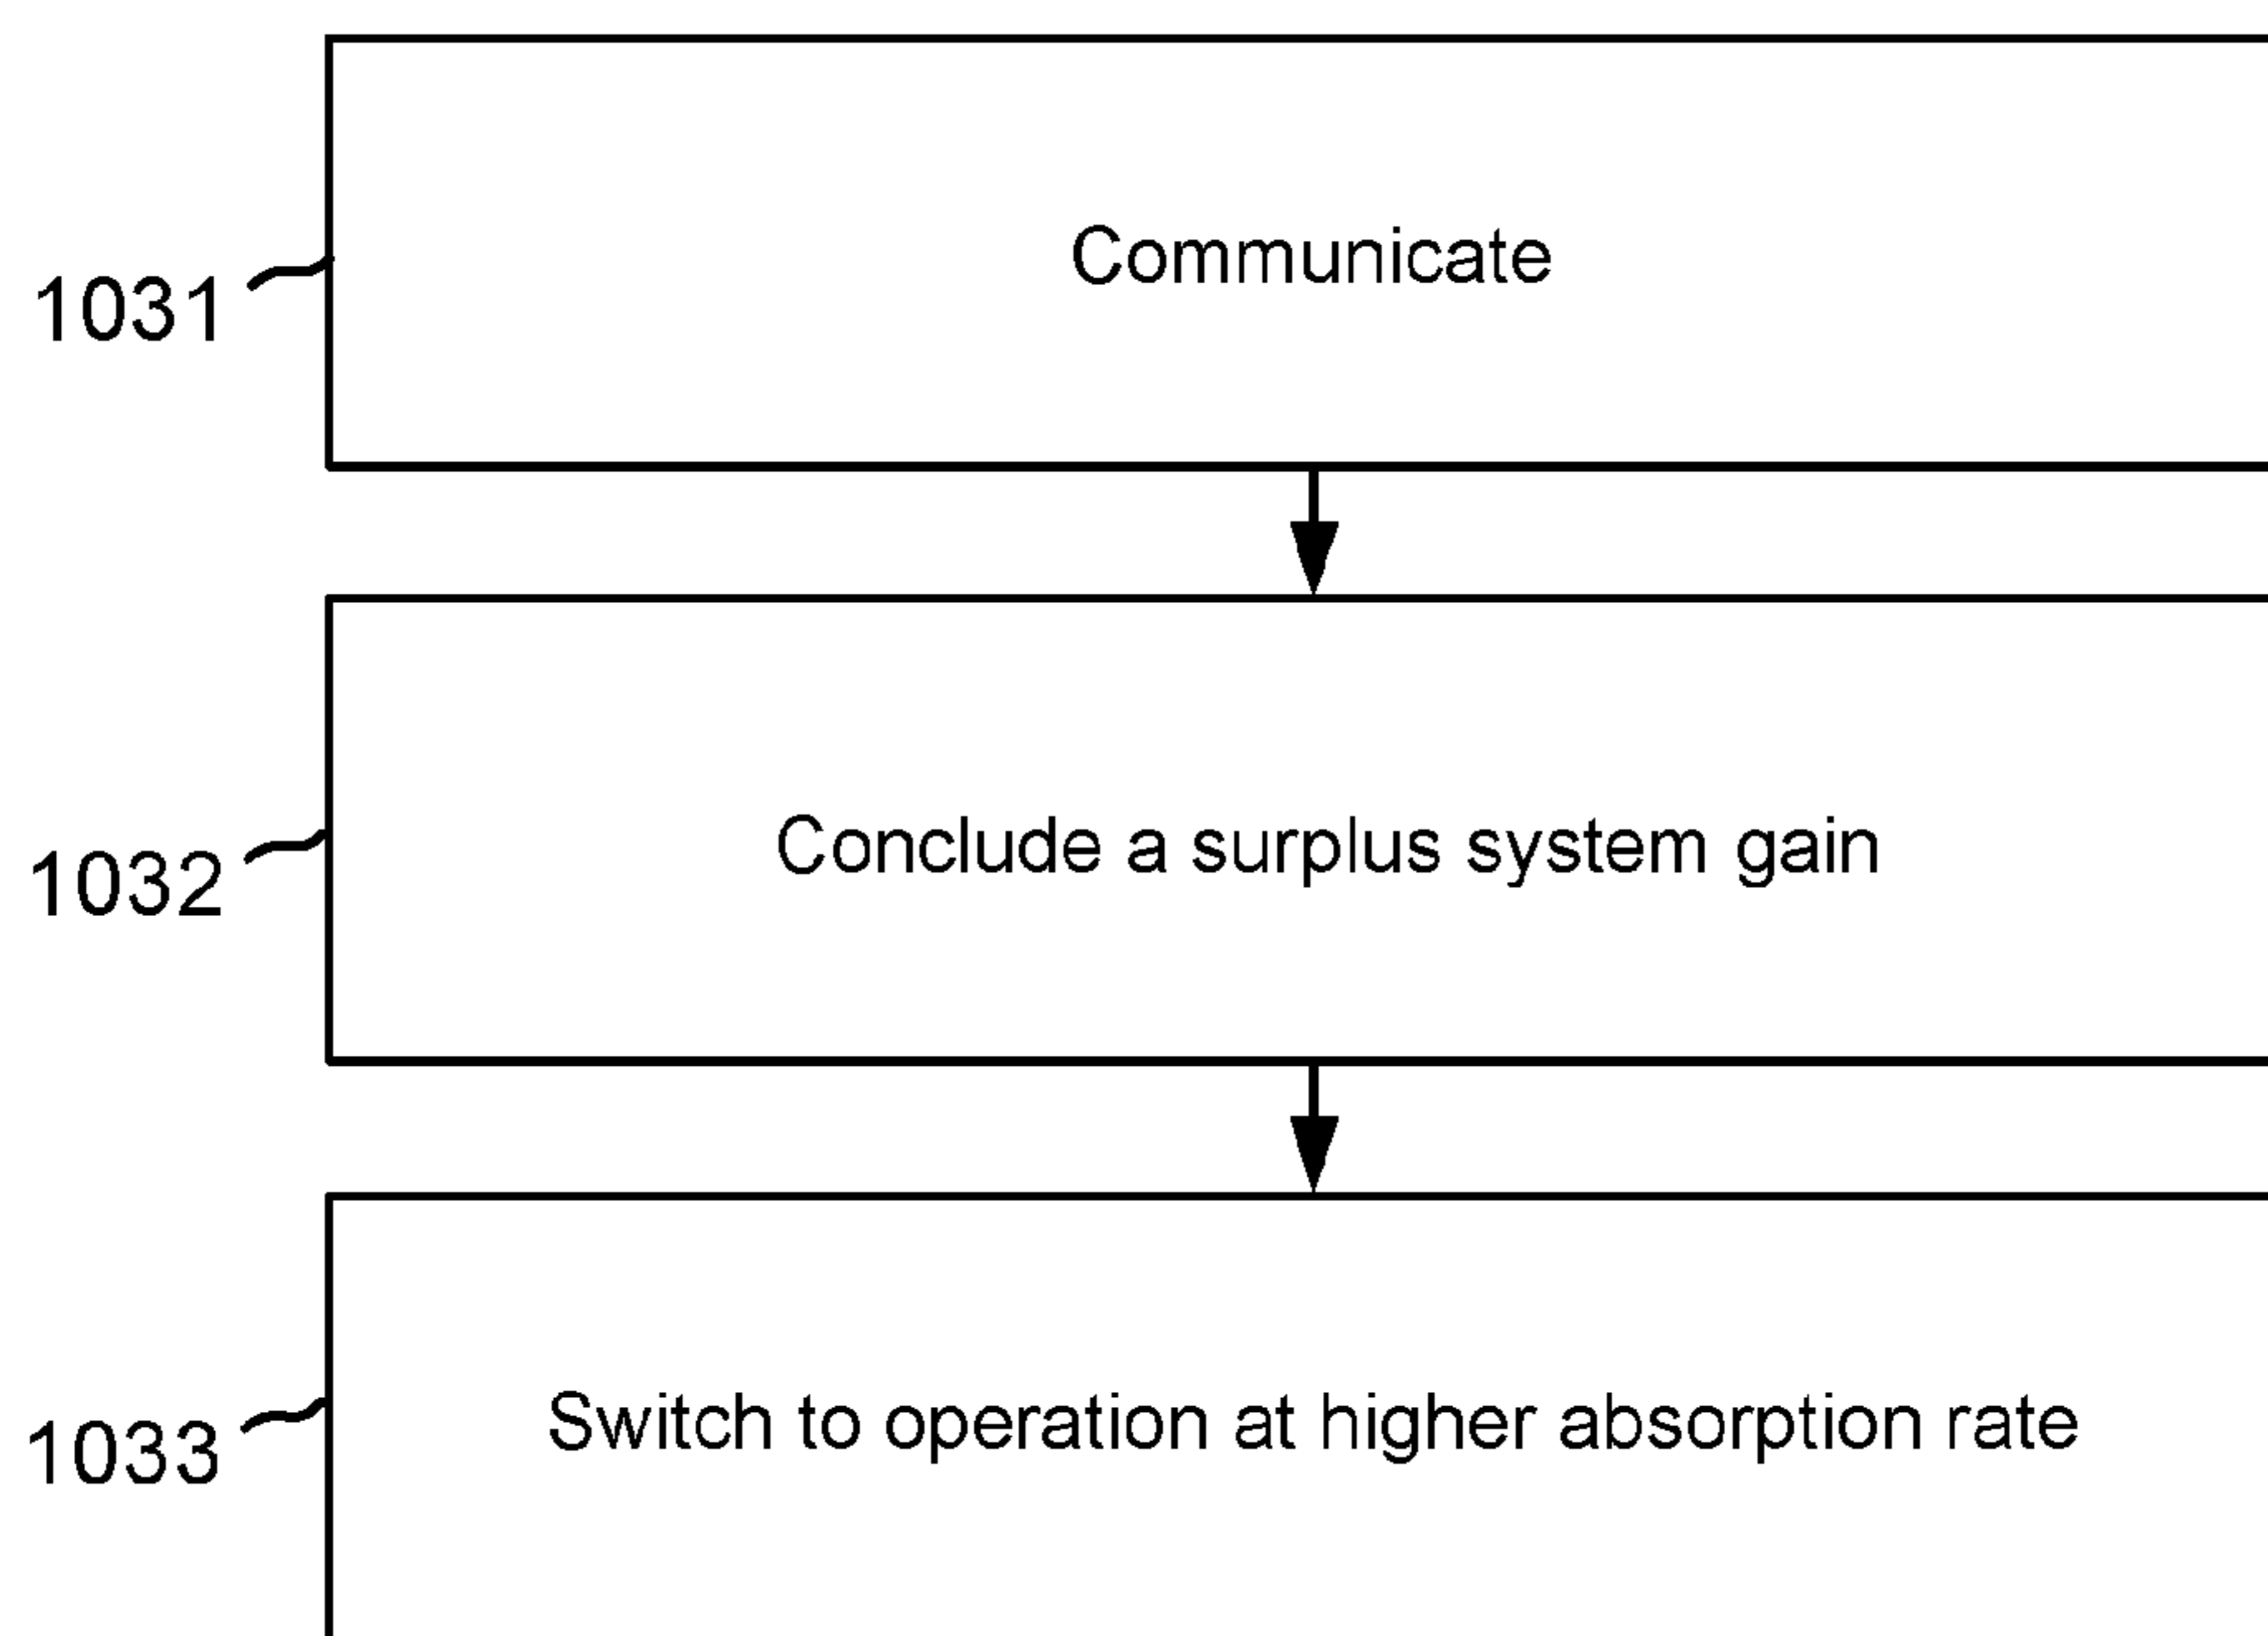 Communicate
1031
Conclude a surplus system gain
1032
Switch to operation at higher absorption rate
1033